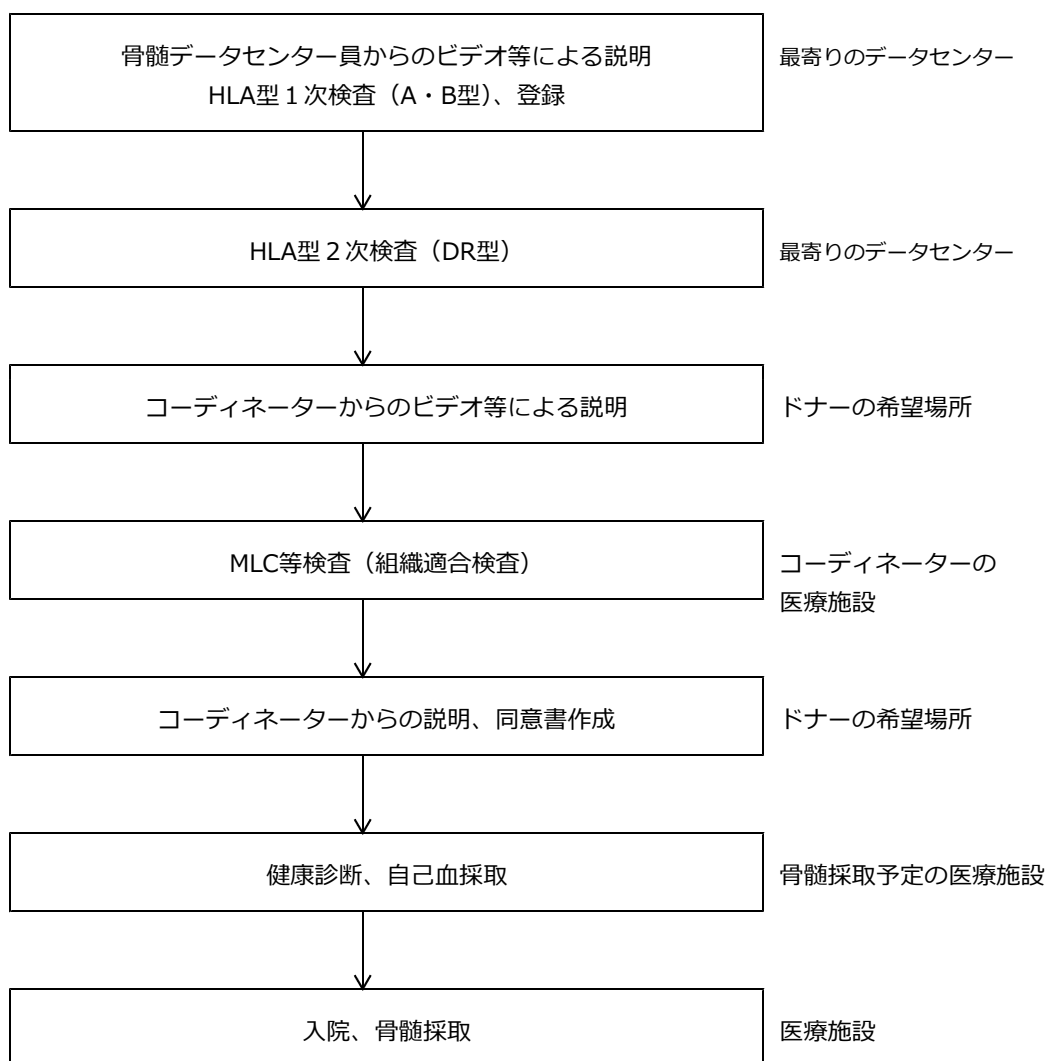 骨髄データセンター員からのビデオ等による説明
HLA型１次検査（A・B型）、登録
最寄りのデータセンター
HLA型２次検査（DR型）
最寄りのデータセンター
コーディネーターからのビデオ等による説明
ドナーの希望場所
MLC等検査（組織適合検査）
コーディネーターの
医療施設
コーディネーターからの説明、同意書作成
ドナーの希望場所
健康診断、自己血採取
骨髄採取予定の医療施設
入院、骨髄採取
医療施設